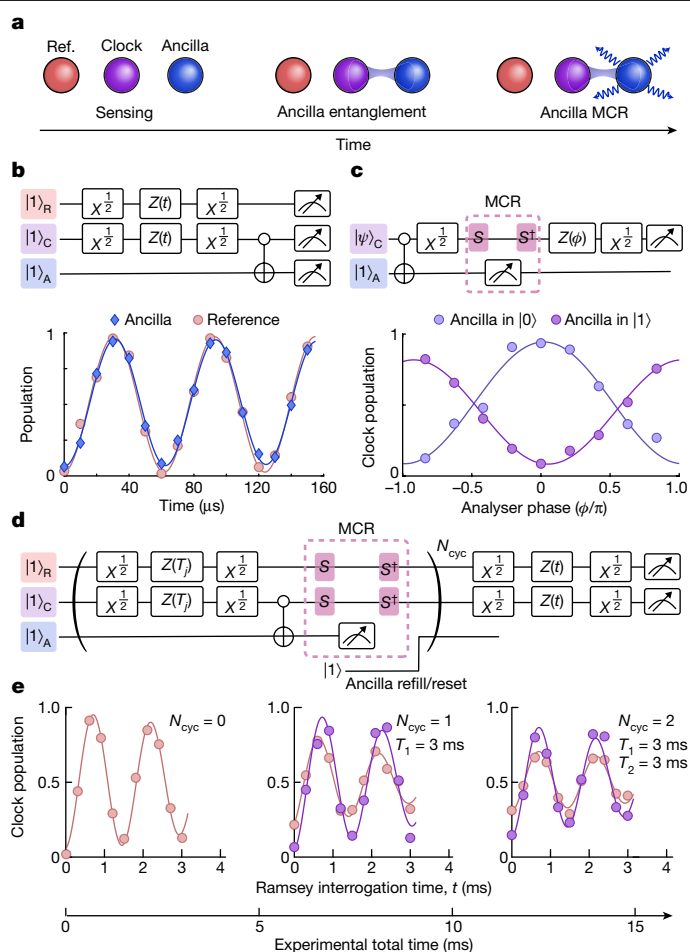 a
Ref. Clock Ancilla
Sensing Ancilla entanglement Ancilla MCR
Time
b
|1⟩R X^1/2 Z(t) X^1/2
|1⟩C X^1/2 Z(t) X^1/2
|1⟩A
Ancilla Reference
Population
1
0
0 40 80 120 160
Time (μs)
c
MCR
|ψ⟩C X^1/2 S S† Z(ϕ) X^1/2
|1⟩A
Ancilla in |0⟩ Ancilla in |1⟩
Clock population
1
0
−1.0 −0.5 0 0.5 1.0
Analyser phase (ϕ/π)
d
MCR
Ncyc
|1⟩R X^1/2 Z(Tj) X^1/2 S S† X^1/2 Z(t) X^1/2
|1⟩C X^1/2 Z(Tj) X^1/2 S S† X^1/2 Z(t) X^1/2
|1⟩A
|1⟩
Ancilla refill/reset
e
Clock population
1.0
0.5
0
0 1 2 3 4
Ncyc = 0
1.0
0.5
0
0 1 2 3 4
Ncyc = 1
T1 = 3 ms
1.0
0.5
0
0 1 2 3 4
Ncyc = 2
T1 = 3 ms
T2 = 3 ms
Ramsey interrogation time, t (ms)
0 5 10 15
Experimental total time (ms)